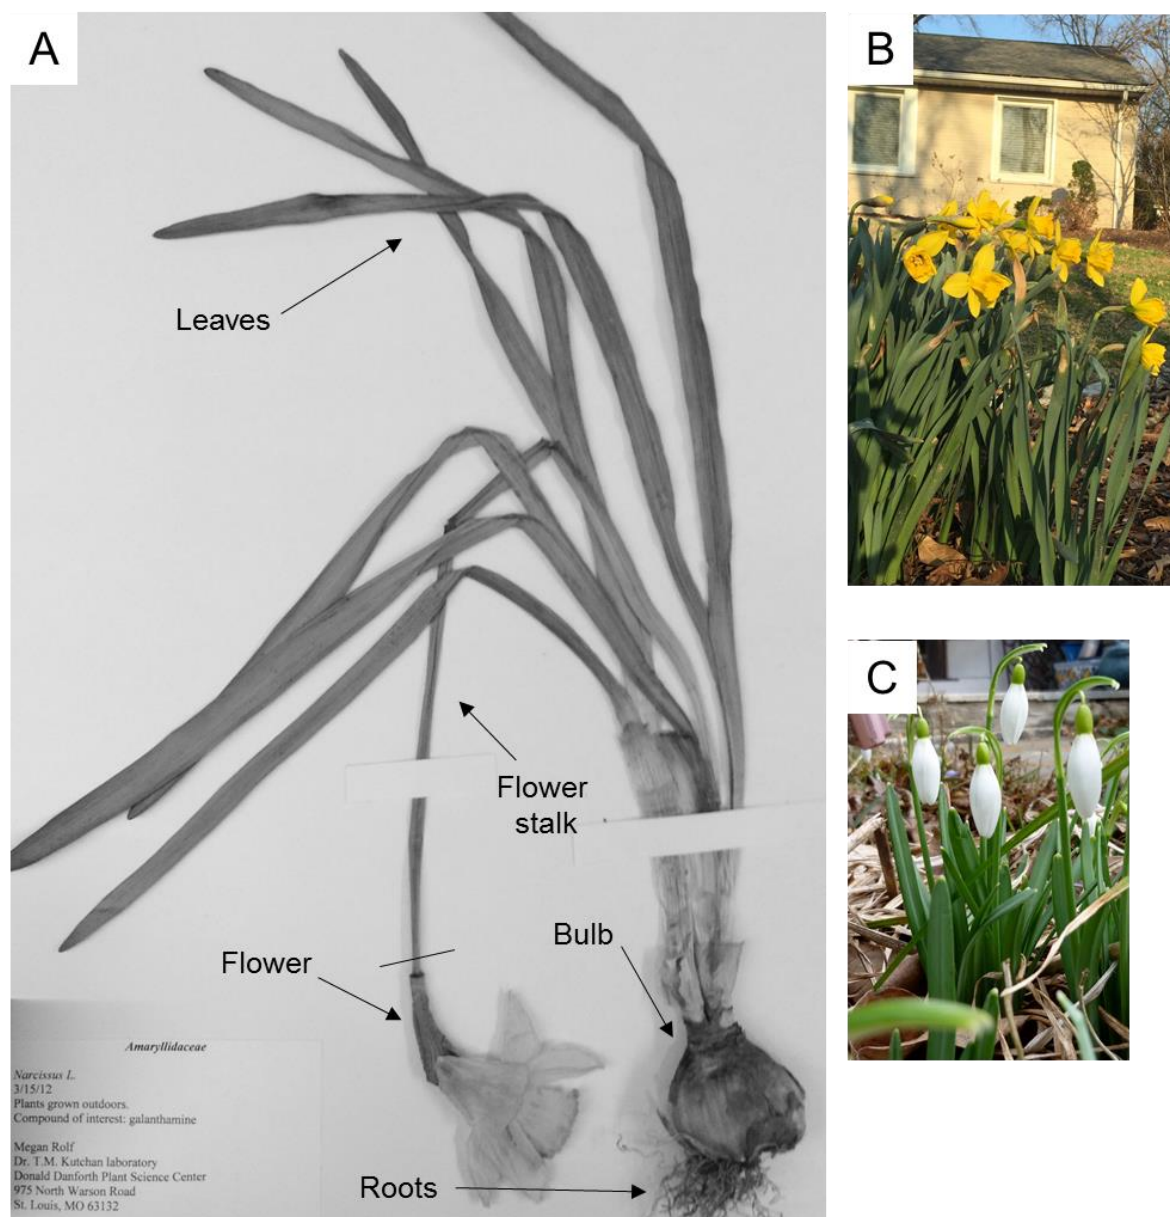 A
Leaves
Flower
stalk
Flower
Bulb
Roots
Amaryllidaceae
Narcissus L.
3/15/12
Plants grown outdoors.
Compound of interest: galanthamine
Megan Rolf
Dr. T.M. Kutchan laboratory
Donald Danforth Plant Science Center
975 North Warson Road
St. Louis, MO 63132
B
C